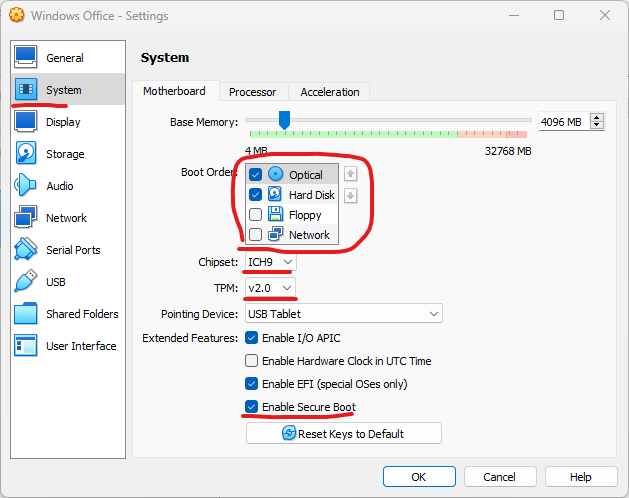 Windows Office - Settings
General
System
Display
Storage
Audio
Network
Serial Ports
USB
Shared Folders
User Interface
System
Motherboard Processor Acceleration
Base Memory: 4096 MB
4 MB 32768 MB
Boot Order: Optical
Hard Disk
Floppy
Network
Chipset: ICH9
TPM: v2.0
Pointing Device: USB Tablet
Extended Features: Enable I/O APIC
Enable Hardware Clock in UTC Time
Enable EFI (special OSes only)
Enable Secure Boot
Reset Keys to Default
OK Cancel Help